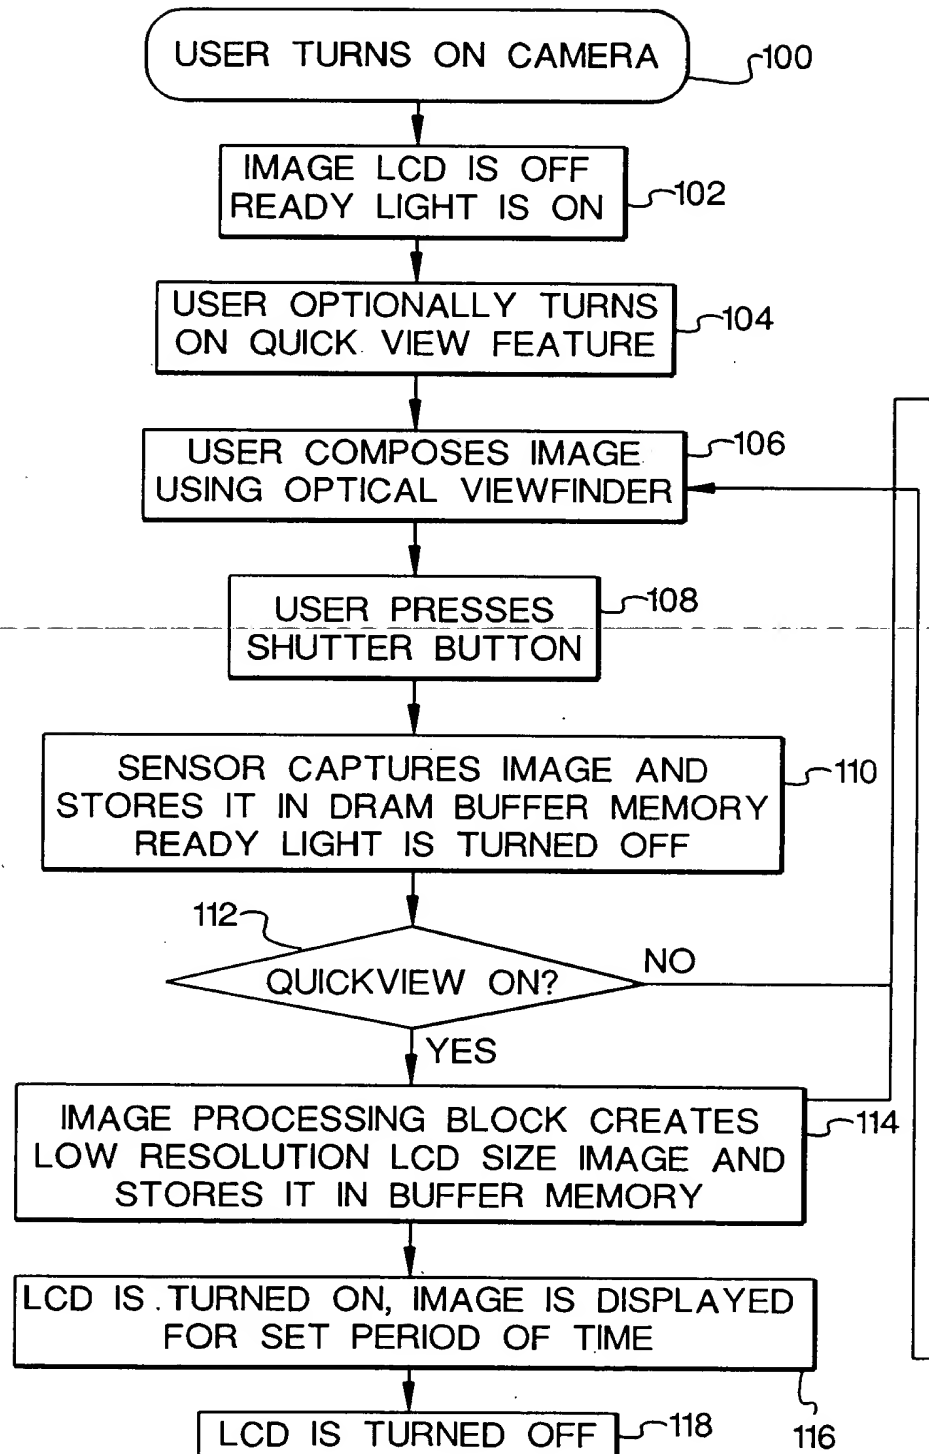 USER TURNS ON CAMERA
100
IMAGE LCD IS OFF
READY LIGHT IS ON
102
USER OPTIONALLY TURNS
ON QUICK VIEW FEATURE
104
USER COMPOSES IMAGE
USING OPTICAL VIEWFINDER
106
USER PRESSES
SHUTTER BUTTON
108
SENSOR CAPTURES IMAGE AND
STORES IT IN DRAM BUFFER MEMORY
READY LIGHT IS TURNED OFF
110
112
QUICKVIEW ON?
NO
YES
IMAGE PROCESSING BLOCK CREATES
LOW RESOLUTION LCD SIZE IMAGE AND
STORES IT IN BUFFER MEMORY
114
LCD IS TURNED ON, IMAGE IS DISPLAYED
FOR SET PERIOD OF TIME
116
LCD IS TURNED OFF
118